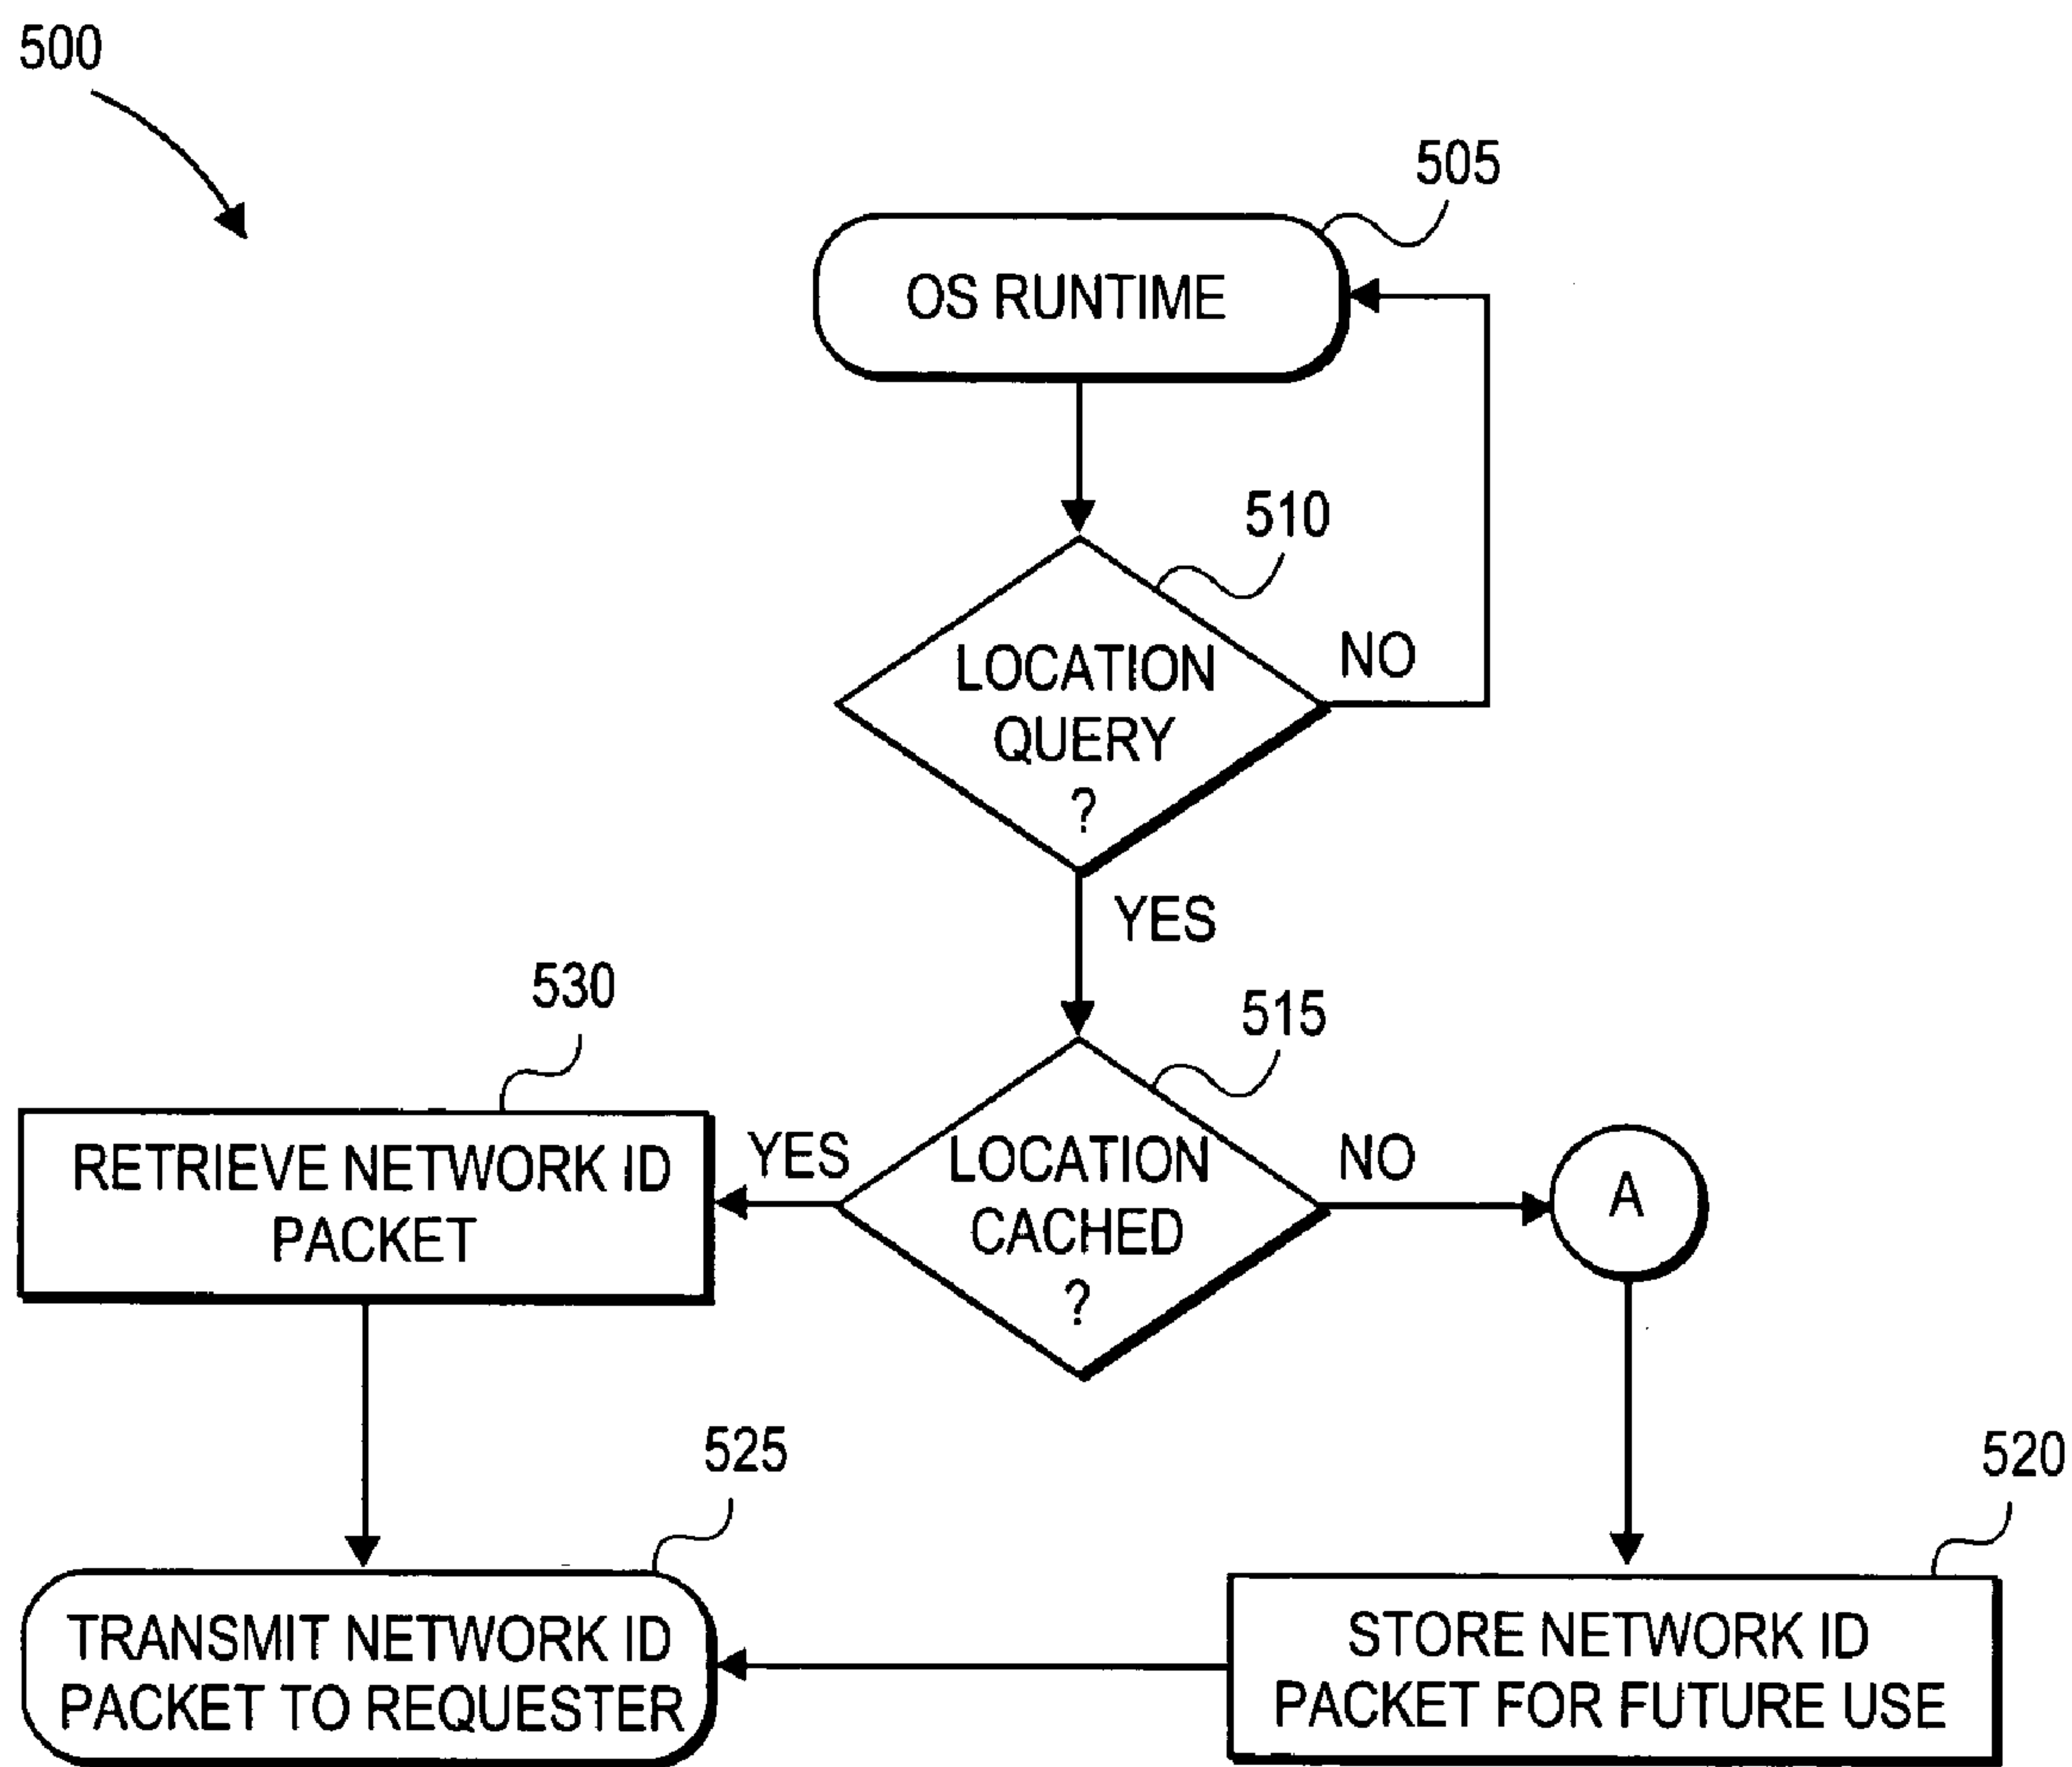 500
505
OS RUNTIME
510
LOCATION
QUERY
?
NO
YES
530
515
RETRIEVE NETWORK ID
PACKET
YES
LOCATION
CACHED
?
NO
A
525
520
TRANSMIT NETWORK ID
PACKET TO REQUESTER
STORE NETWORK ID
PACKET FOR FUTURE USE